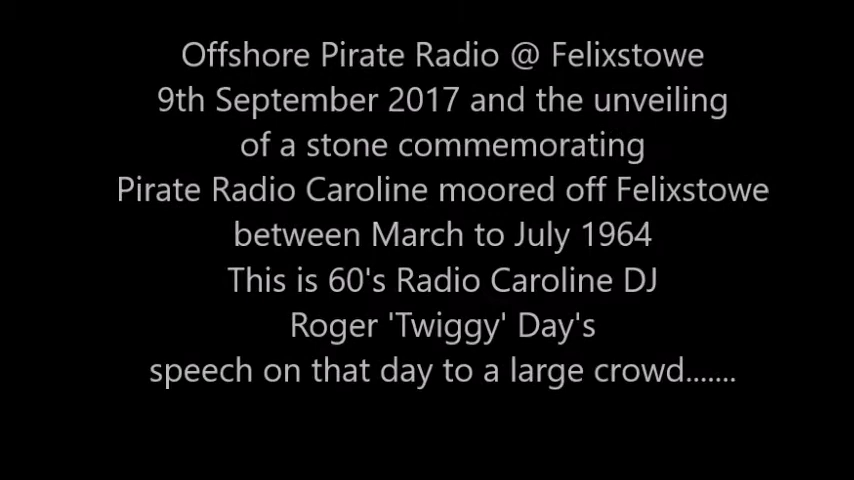 Offshore Pirate Radio @ Felixstowe
9th September 2017 and the unveiling
of a stone commemorating
Pirate Radio Caroline moored off Felixstowe
between March to July 1964
This is 60's Radio Caroline DJ
Roger 'Twiggy' Day's
speech on that day to a large crowd.......